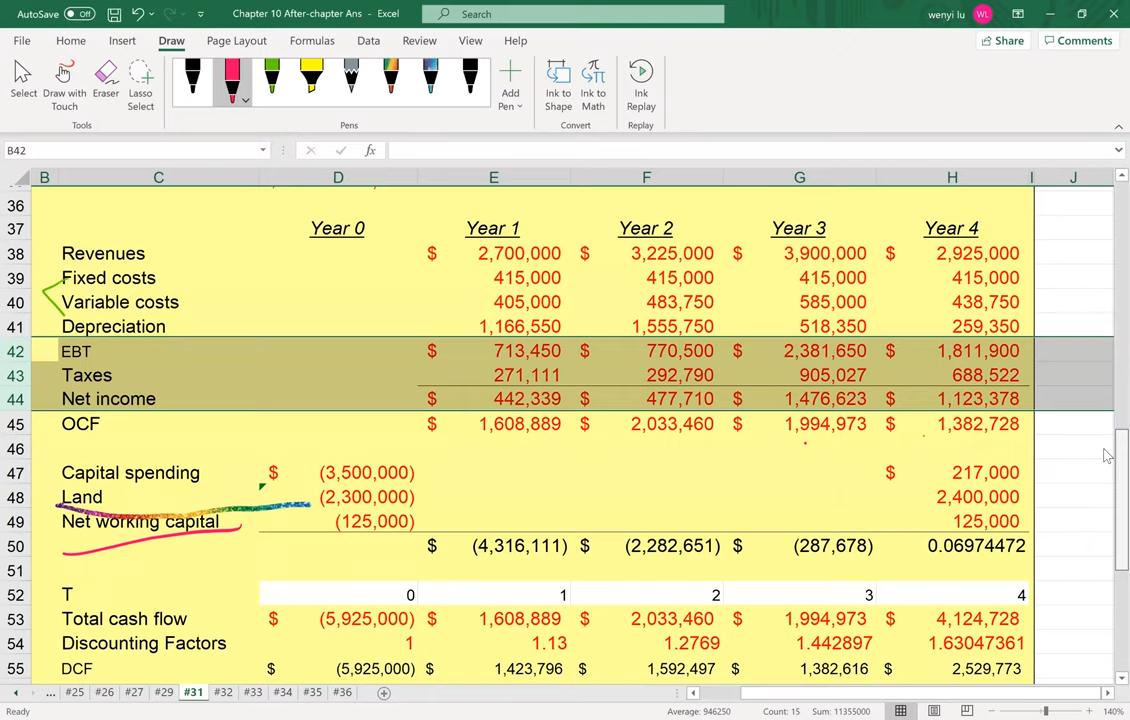 AutoSave Off Chapter 10 After-chapter Ans - Excel Search wenyi lu WL
File Home Insert Draw Page Layout Formulas Data Review View Help Share Comments
Select Draw with Touch Eraser Lasso Select Add Pen Ink to Shape Ink to Math Ink Replay
Tools Pens Convert Replay
B42 fx
B C D E F G H I J
36
37 Year 0 Year 1 Year 2 Year 3 Year 4
38 Revenues $ 2,700,000 $ 3,225,000 $ 3,900,000 $ 2,925,000
39 Fixed costs 415,000 415,000 415,000 415,000
40 Variable costs 405,000 483,750 585,000 438,750
41 Depreciation 1,166,550 1,555,750 518,350 259,350
42 EBT $ 713,450 $ 770,500 $ 2,381,650 $ 1,811,900
43 Taxes 271,111 292,790 905,027 688,522
44 Net income $ 442,339 $ 477,710 $ 1,476,623 $ 1,123,378
45 OCF $ 1,608,889 $ 2,033,460 $ 1,994,973 $ 1,382,728
46
47 Capital spending $ (3,500,000) $ 217,000
48 Land (2,300,000) 2,400,000
49 Net working capital (125,000) 125,000
50 $ (4,316,111) $ (2,282,651) $ (287,678) 0.06974472
51
52 T 0 1 2 3 4
53 Total cash flow $ (5,925,000) $ 1,608,889 $ 2,033,460 $ 1,994,973 $ 4,124,728
54 Discounting Factors 1 1.13 1.2769 1.442897 1.63047361
55 DCF $ (5,925,000) $ 1,423,796 $ 1,592,497 $ 1,382,616 $ 2,529,773
... #25 #26 #27 #29 #31 #32 #33 #34 #35 #36
Ready Average: 946250 Count: 15 Sum: 11355000 140%